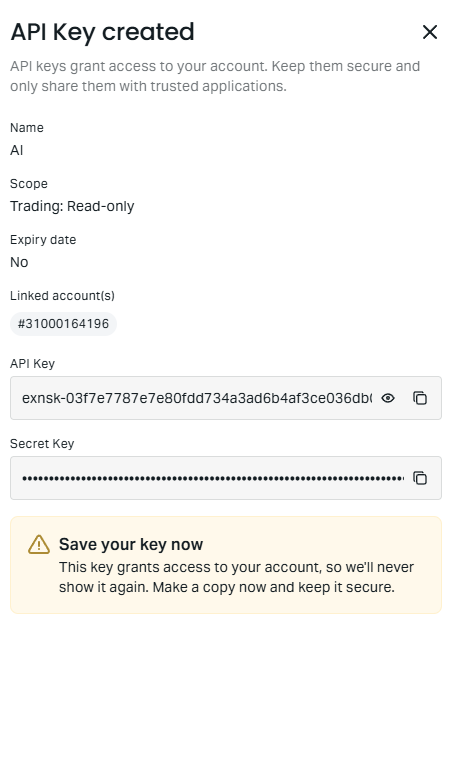 API Key created
API keys grant access to your account. Keep them secure and
only share them with trusted applications.
Name
AI
Scope
Trading: Read-only
Expiry date
No
Linked account(s)
#31000164196
API Key
exnsk-03f7e7787e7e80fdd734a3ad6b4af3ce036db
Secret Key
Save your key now
This key grants access to your account, so we'll never
show it again. Make a copy now and keep it secure.